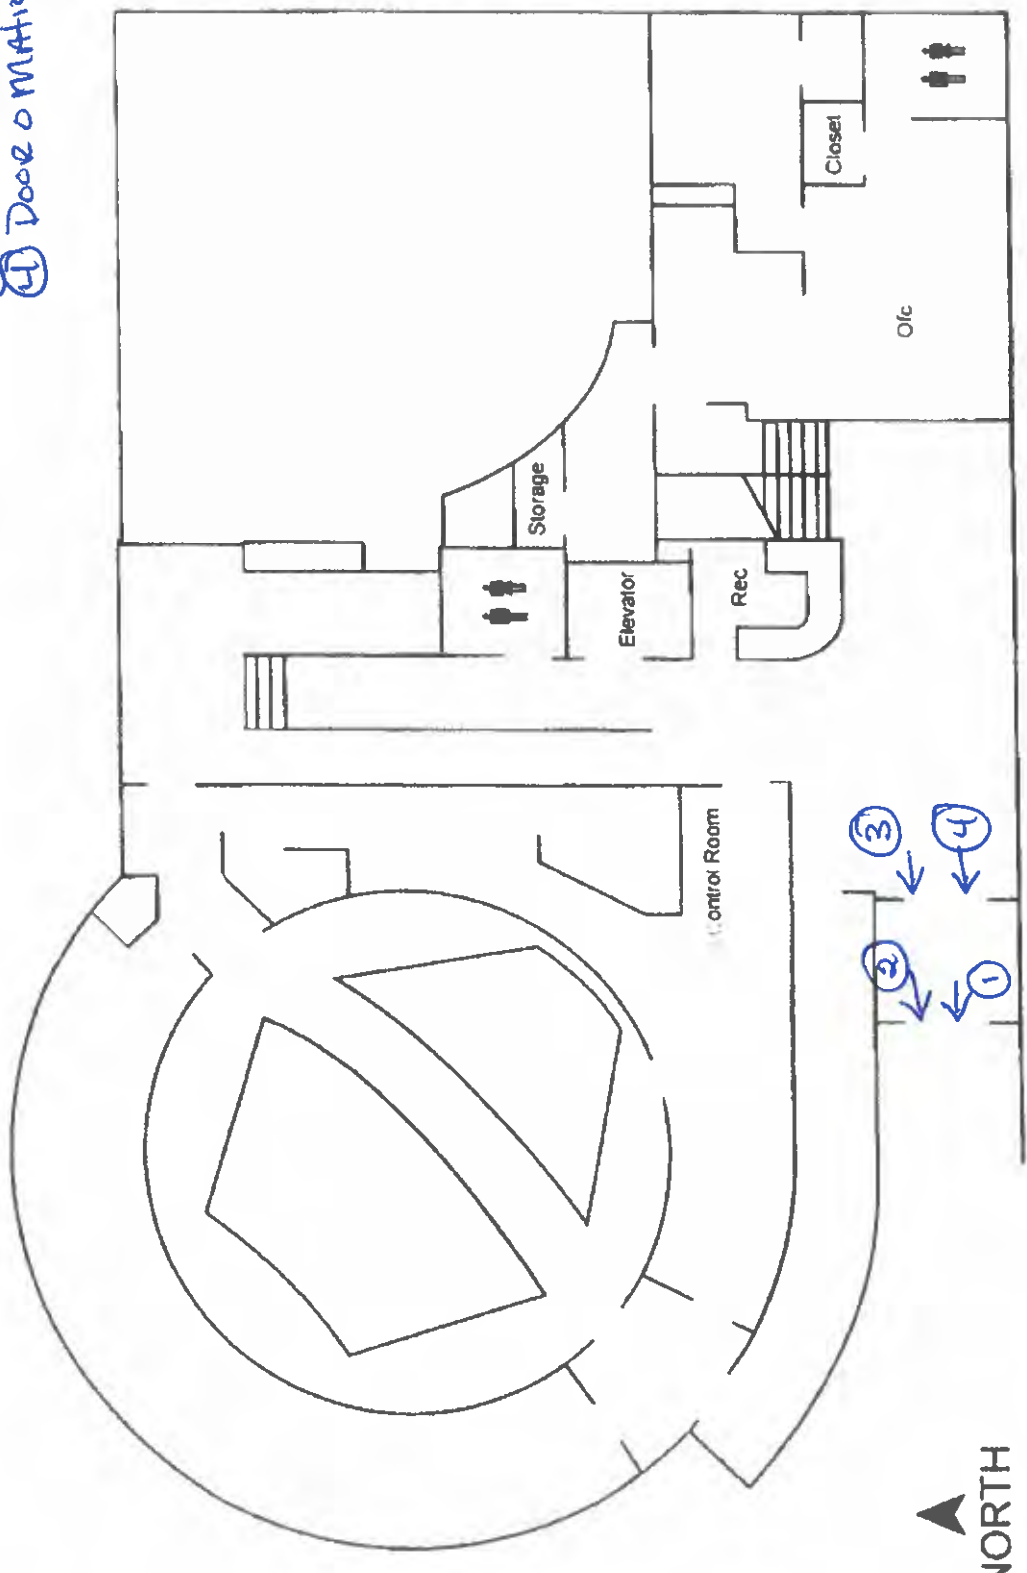 ④ DOOR O MAtic
Storage
Elevator
Control Room
Rec
Closet
②
③
Ofc
①
④
NORTH